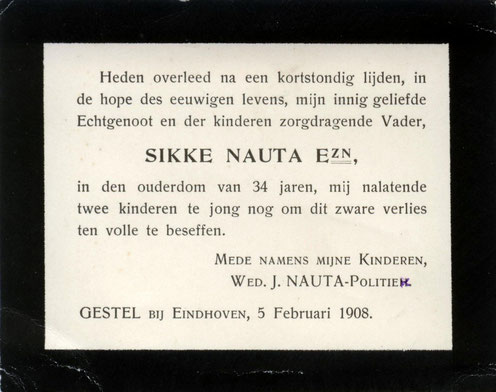 Heden overleed na een kortstondig lijden, in
de hope des eeuwigen levens, mijn innig geliefde
Echtgenoot en der kinderen zorgdragende Vader,
SIKKE NAUTA EZN,
in den ouderdom van 34 jaren, mij nalatende
twee kinderen te jong nog om dit zware verlies
ten volle te beseffen.
MEDE NAMENS MIJNE KINDEREN,
WED. J. NAUTA-POLITIEK.
GESTEL BIJ EINDHOVEN, 5 Februari 1908.